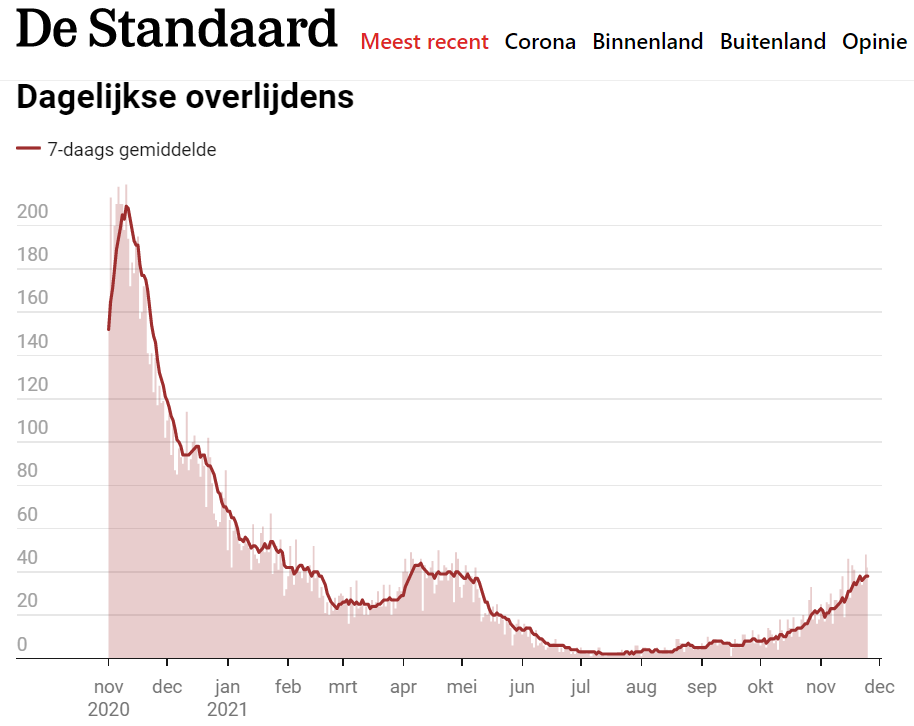 De Standaard
Meest recent Corona Binnenland Buitenland Opinie
Dagelijkse overlijdens
7-daags gemiddelde
200
180
160
140
120
100
80
60
40
20
0
nov dec jan feb mrt apr mei jun jul aug sep okt nov dec
2020 2021